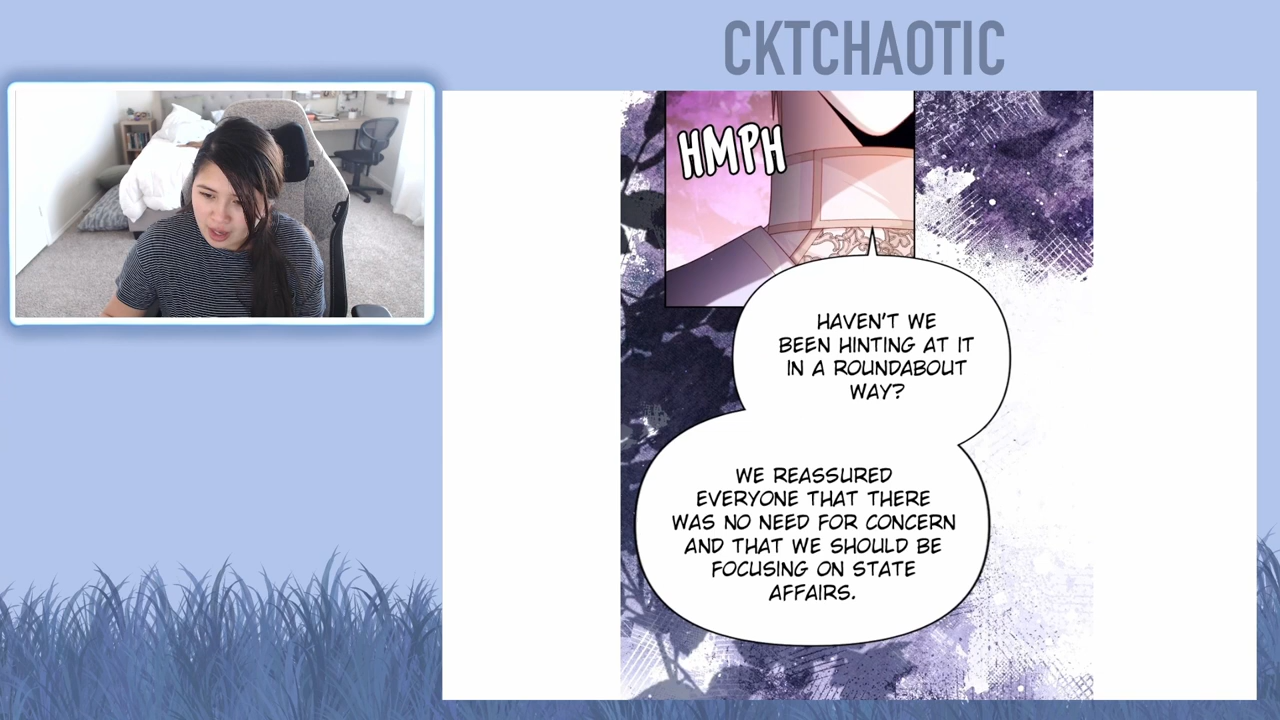 CKTCHAOTIC
HMPH
HAVEN'T WE
BEEN HINTING AT IT
IN A ROUNDABOUT
WAY?
WE REASSURED
EVERYONE THAT THERE
WAS NO NEED FOR CONCERN
AND THAT WE SHOULD BE
FOCUSING ON STATE
AFFAIRS.